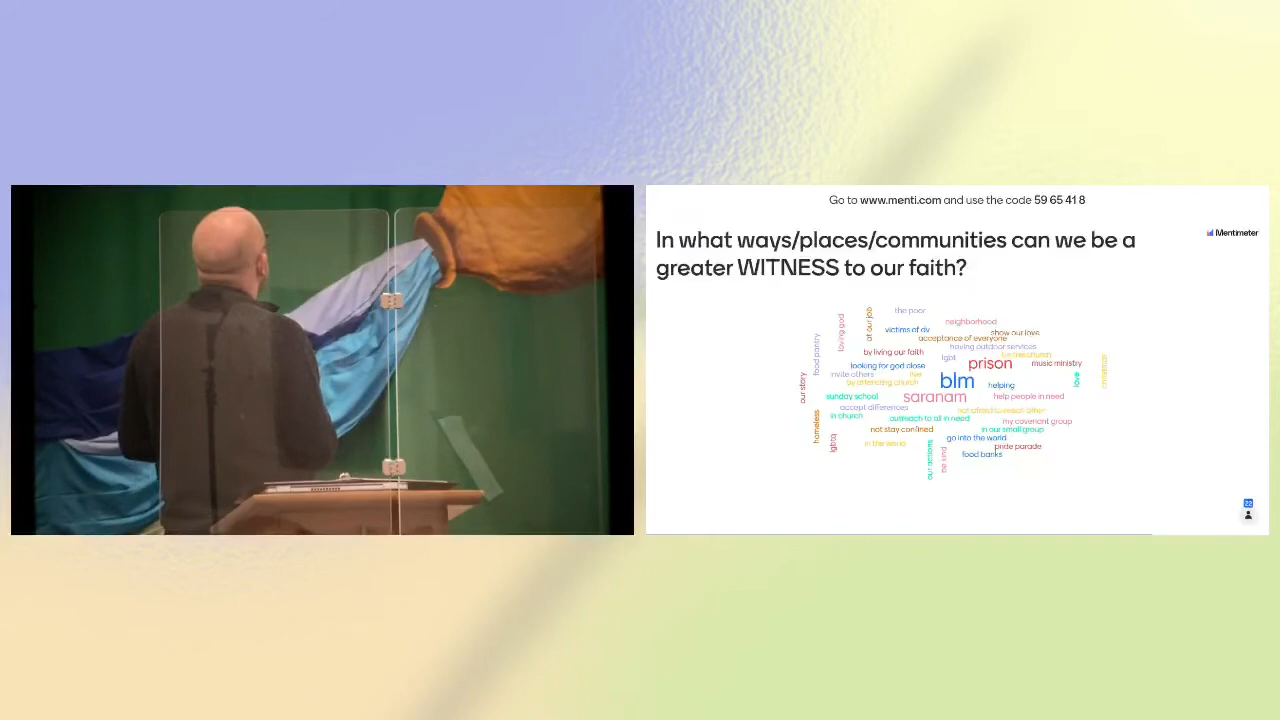 Go to www.menti.com and use the code 59 65 41 8
Mentimeter
In what ways/places/communities can we be a
greater WITNESS to our faith?
the poor
at our job
loving god
neighborhood
victims of dv
show our love
acceptance of everyone
food pantry
having outdoor services
by living our faith
lgbt
prison
music ministry
looking for god close
invite others
love
our story
by attending church
blm
helping
sunday school
saranam
help people in need
accept differences
in church
outreach to all in need
my covenant group
homeless
not stay confined
in our small group
lgbtq
in the world
go into the world
pride parade
our actions
be kind
food banks
22